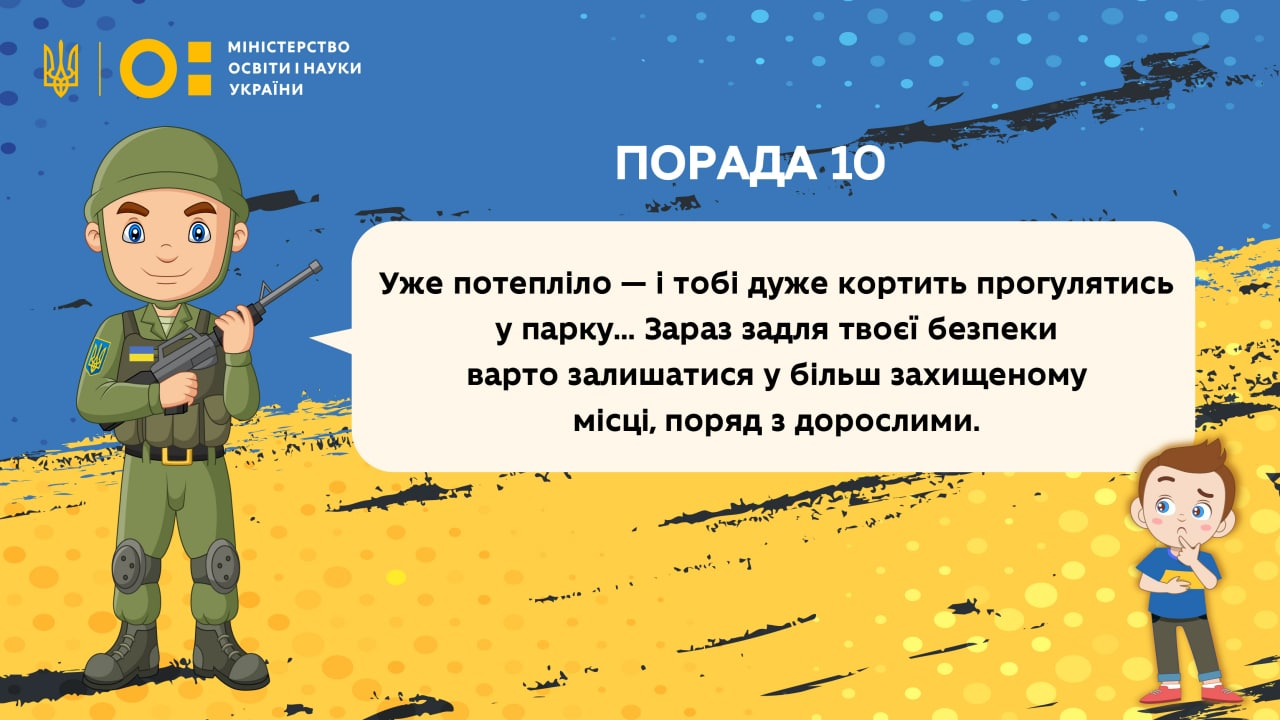 МІНІСТЕРСТВО
ОСВІТИ І НАУКИ
УКРАЇНИ
ПОРАДА 10
Уже потепліло — і тобі дуже кортить прогулятись
у парку... Зараз задля твоєї безпеки
варто залишатися у більш захищеному
місці, поряд з дорослими.